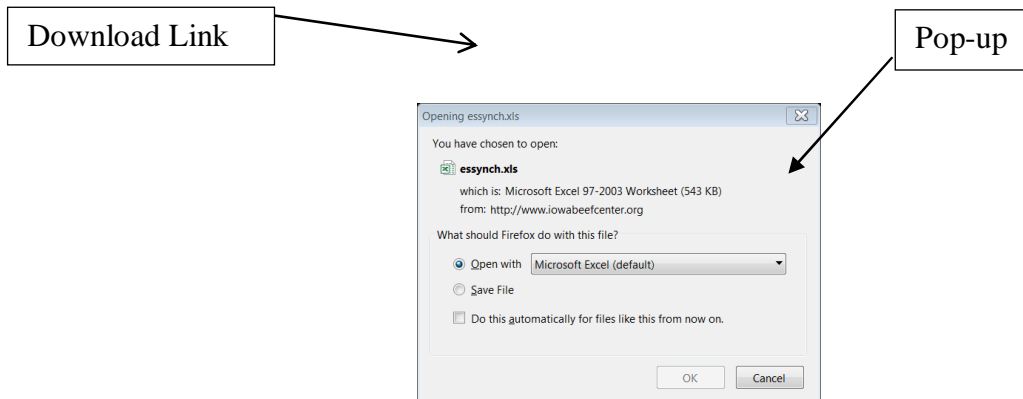 Download Link
Pop-up
Opening essynch.xls
You have chosen to open:
essynch.xls
which is: Microsoft Excel 97-2003 Worksheet (543 KB)
from: http://www.iowabeefcenter.org
What should Firefox do with this file?
Open with Microsoft Excel (default)
Save File
Do this automatically for files like this from now on.
OK Cancel